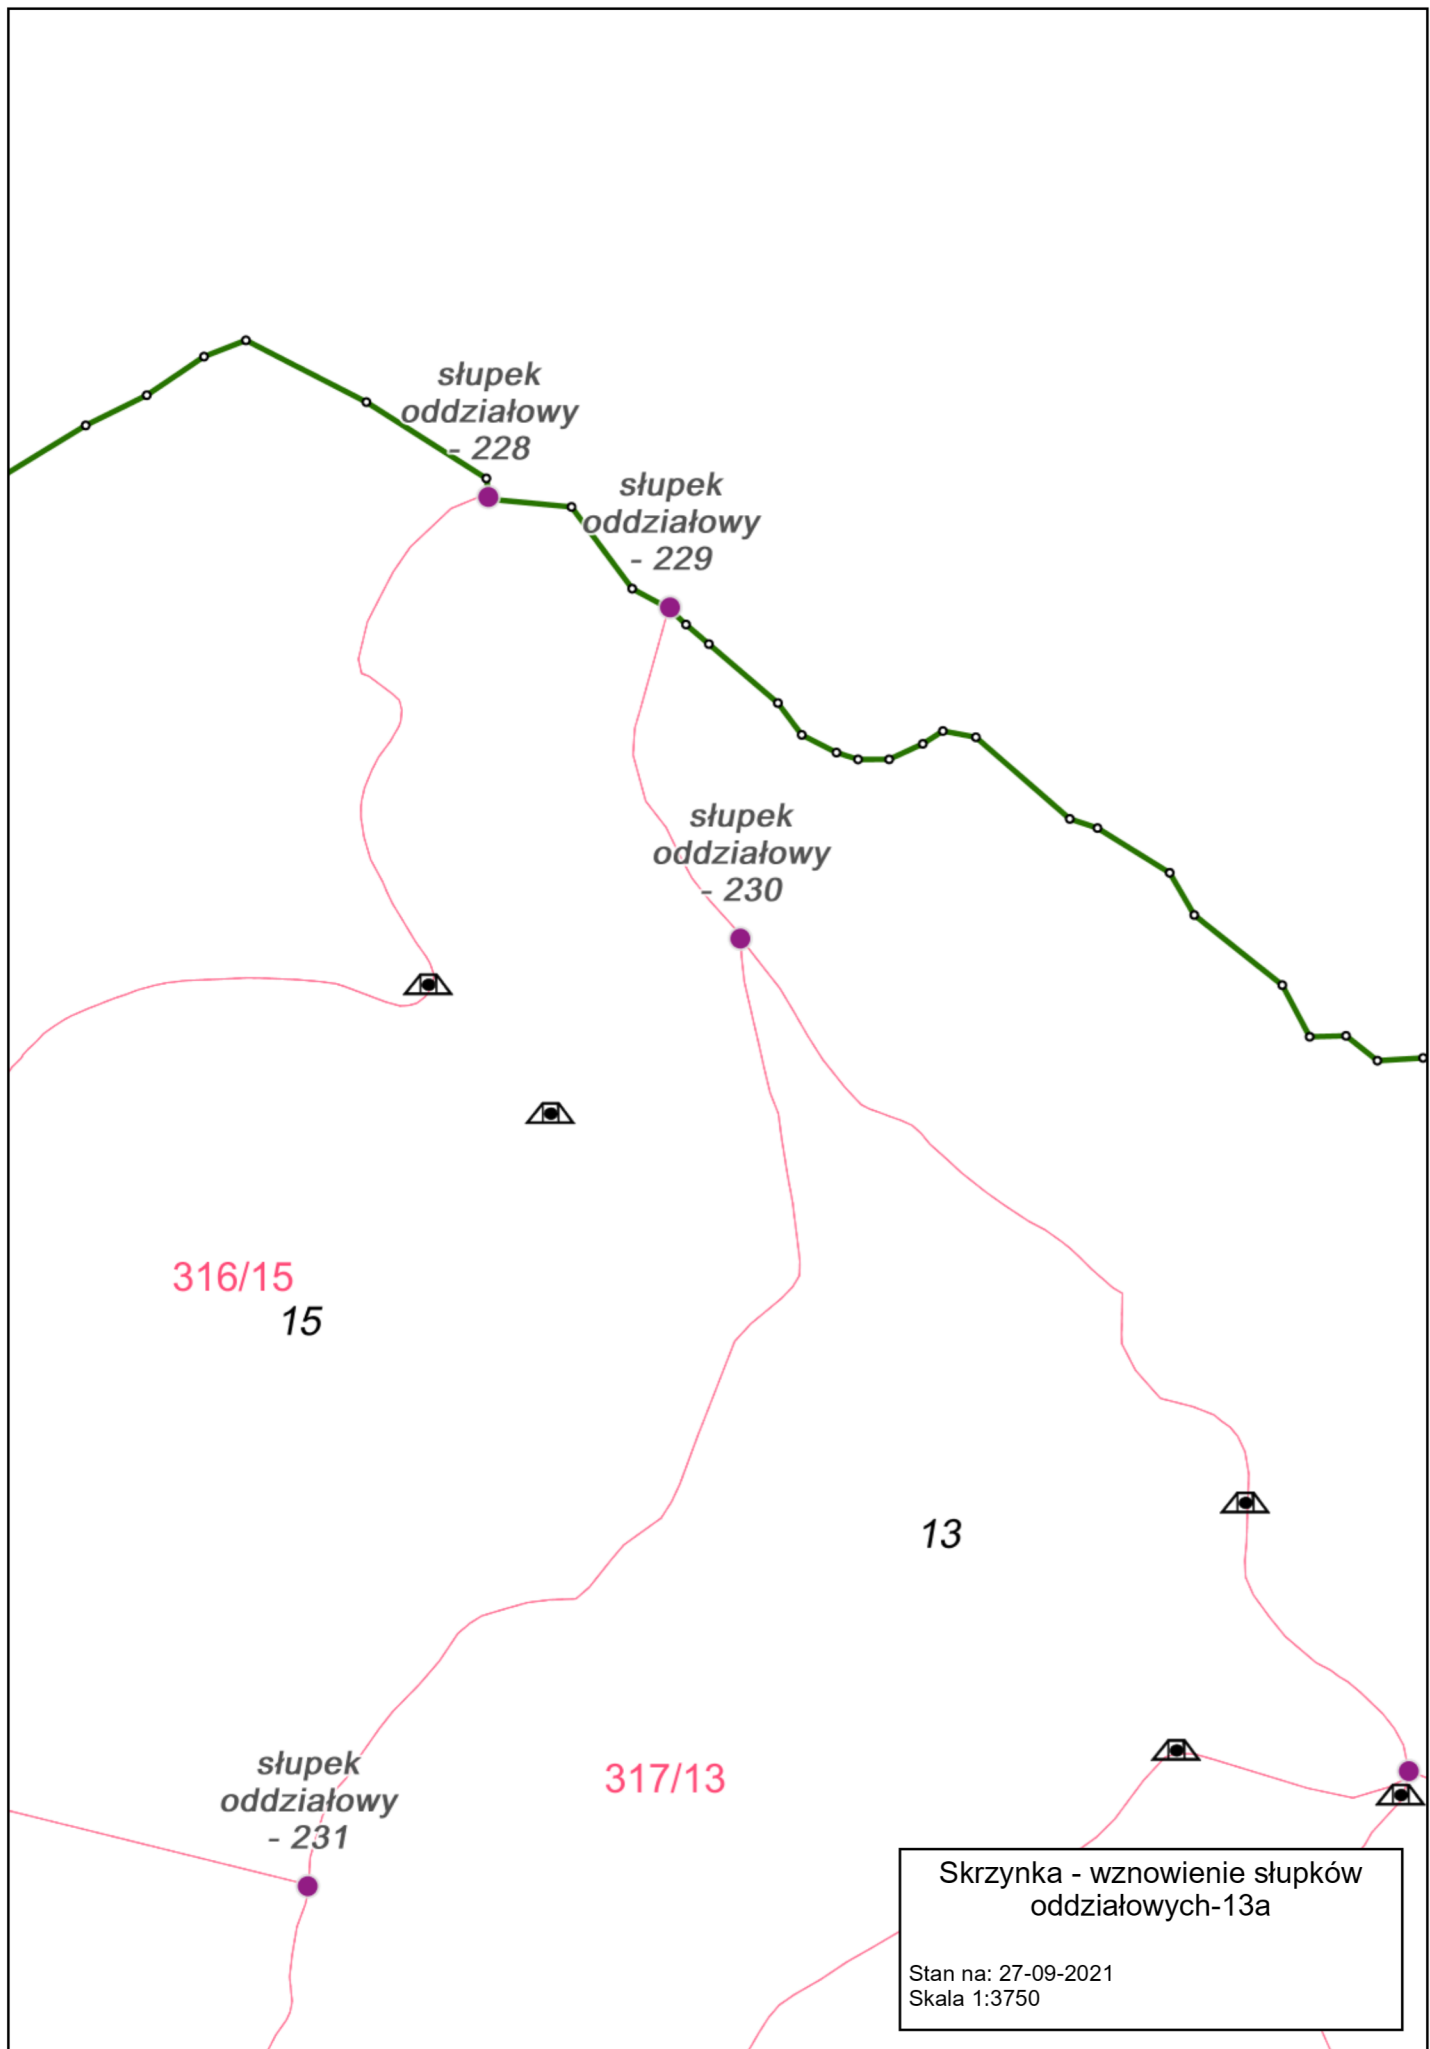 słupek
oddziałowy
- 228
słupek
oddziałowy
- 229
słupek
oddziałowy
- 230
316/15
15
13
słupek
oddziałowy
- 231
317/13
Skrzynka - wznowienie słupków
oddziałowych-13a
Stan na: 27-09-2021
Skala 1:3750